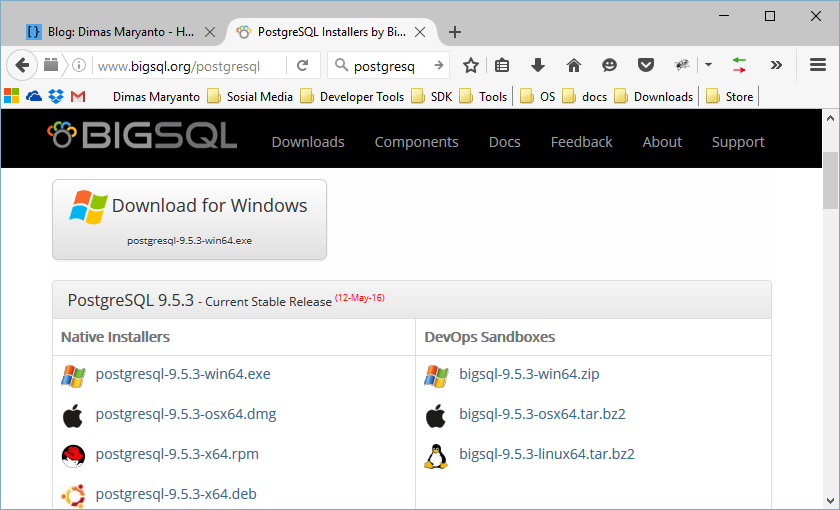 Blog: Dimas Maryanto - H...
PostgreSQL Installers by Bi...
www.bigsql.org/postgresql
postgresq
Dimas Maryanto Sosial Media Developer Tools SDK Tools OS docs Downloads Store
BIGSQL Downloads Components Docs Feedback About Support
Download for Windows
postgresql-9.5.3-win64.exe
PostgreSQL 9.5.3 - Current Stable Release (12-May-16)
Native Installers
DevOps Sandboxes
postgresql-9.5.3-win64.exe
bigsql-9.5.3-win64.zip
postgresql-9.5.3-osx64.dmg
bigsql-9.5.3-osx64.tar.bz2
postgresql-9.5.3-x64.rpm
bigsql-9.5.3-linux64.tar.bz2
postgresql-9.5.3-x64.deb